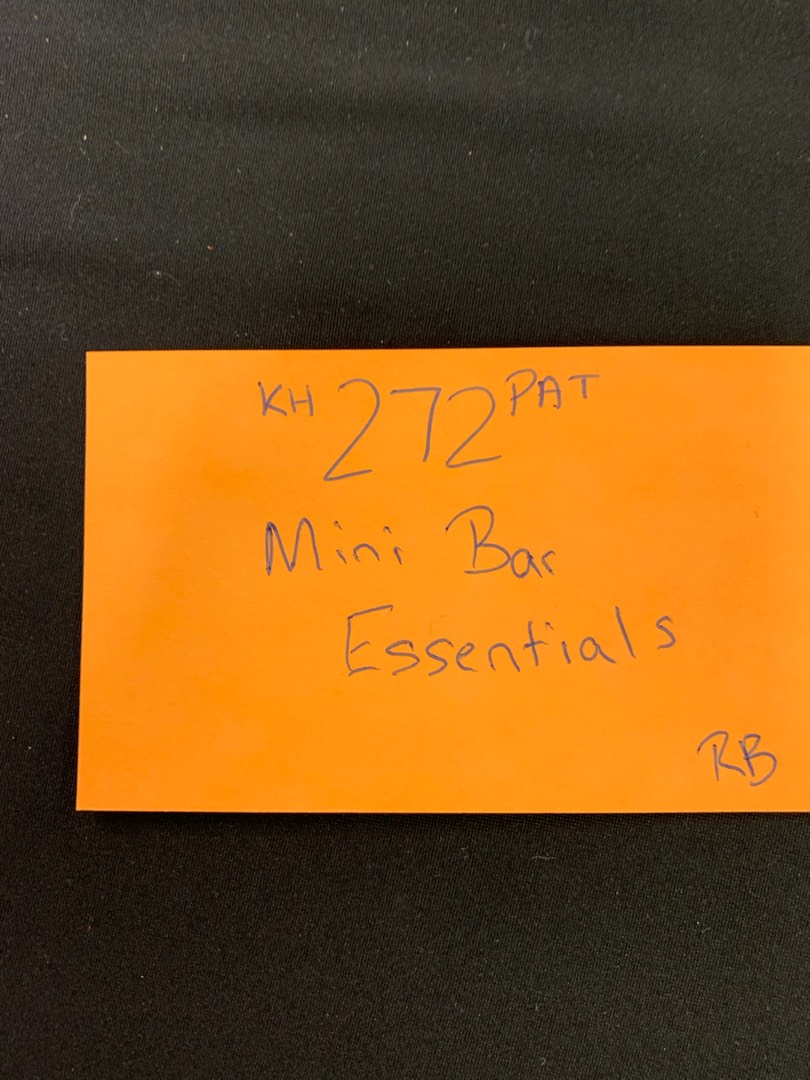 KH 272 PAT
Mini Bar
Essentials
RB